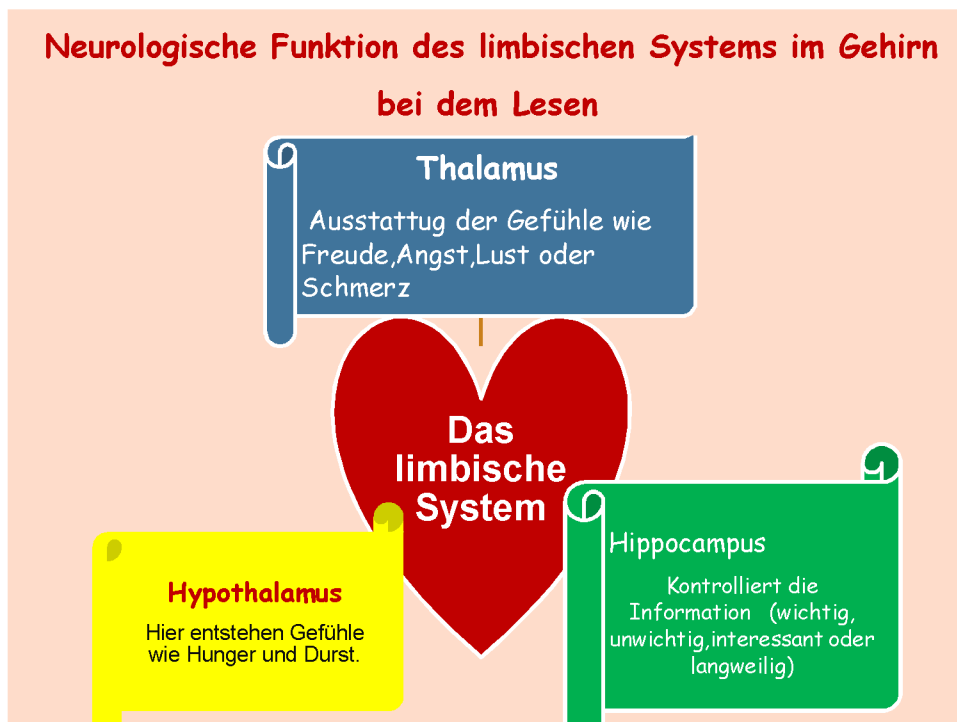 Neurologische Funktion des limbischen Systems im Gehirn
bei dem Lesen
Thalamus
Ausstattug der Gefühle wie
Freude,Angst,Lust oder
Schmerz
Das
limbische
System
Hypothalamus
Hier entstehen Gefühle
wie Hunger und Durst.
Hippocampus
Kontrolliert die
Information (wichtig,
unwichtig,interessant oder
langweilig)